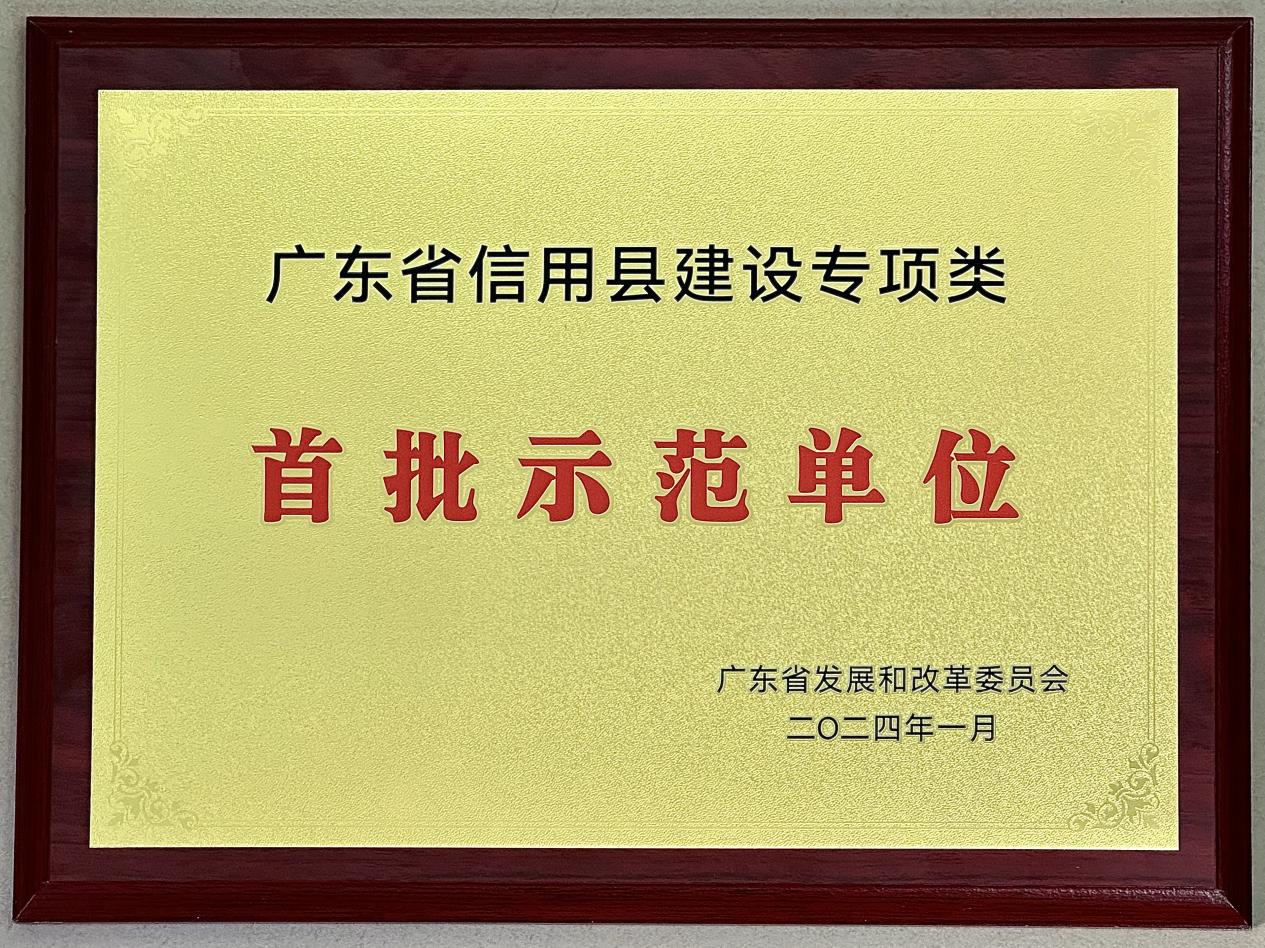 广东省信用县建设专项类
首批示范单位
广东省发展和改革委员会
二〇二四年一月